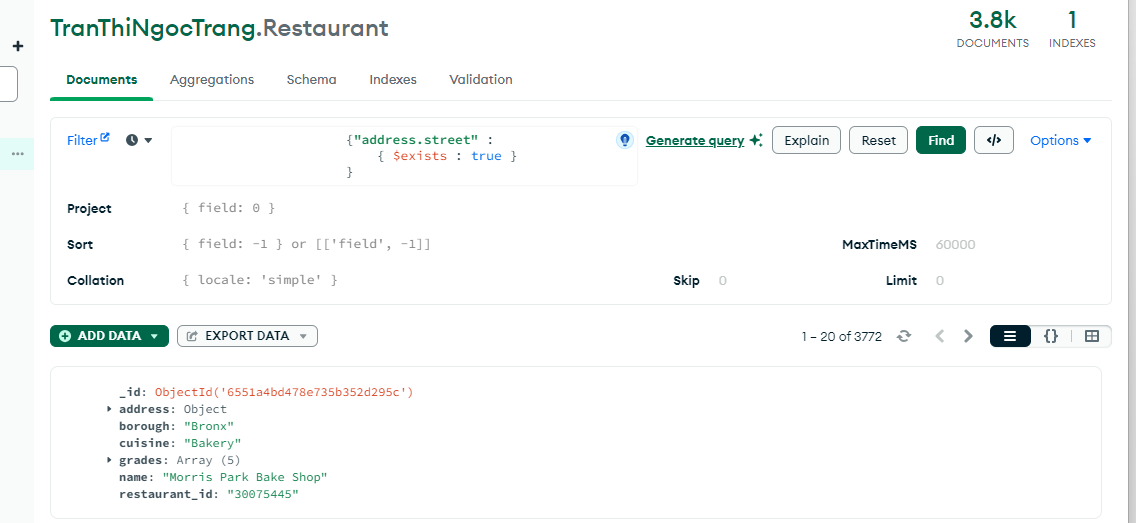 TranThiNgocTrang.Restaurant
3.8k
DOCUMENTS
1
INDEXES
Documents
Aggregations
Schema
Indexes
Validation
Filter
{"address.street" :
{ $exists : true }
}
Generate query
Explain
Reset
Find
</>
Options
Project
{ field: 0 }
Sort
{ field: -1 } or [['field', -1]]
MaxTimeMS
60000
Collation
{ locale: 'simple' }
Skip
0
Limit
0
ADD DATA
EXPORT DATA
1 – 20 of 3772
{}
_id: ObjectId('6551a4bd478e735b352d295c')
address: Object
borough: "Bronx"
cuisine: "Bakery"
grades: Array (5)
name: "Morris Park Bake Shop"
restaurant_id: "30075445"